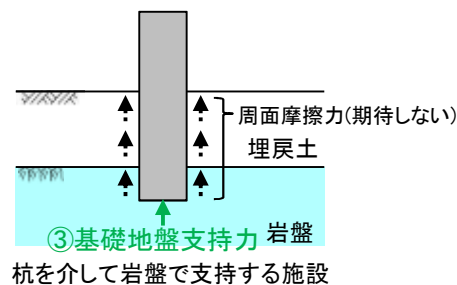 周面摩擦力(期待しない)
埋戻土
③基礎地盤支持力
岩盤
杭を介して岩盤で支持する施設